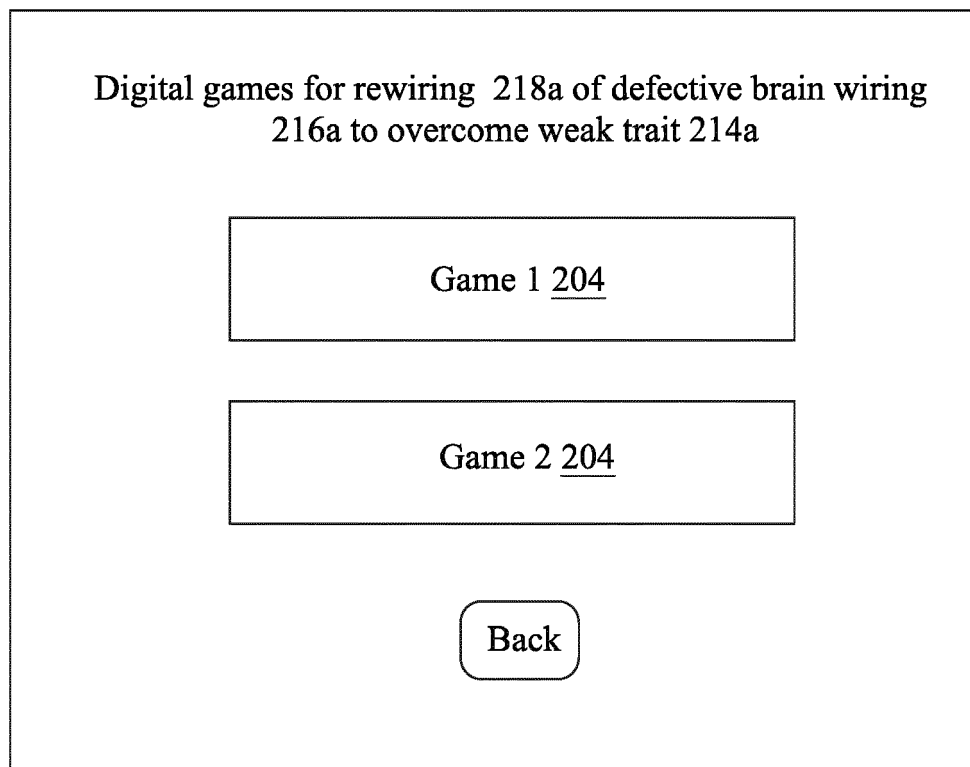 Digital games for rewiring 218a of defective brain wiring
216a to overcome weak trait 214a
Game 1 204
Game 2 204
Back